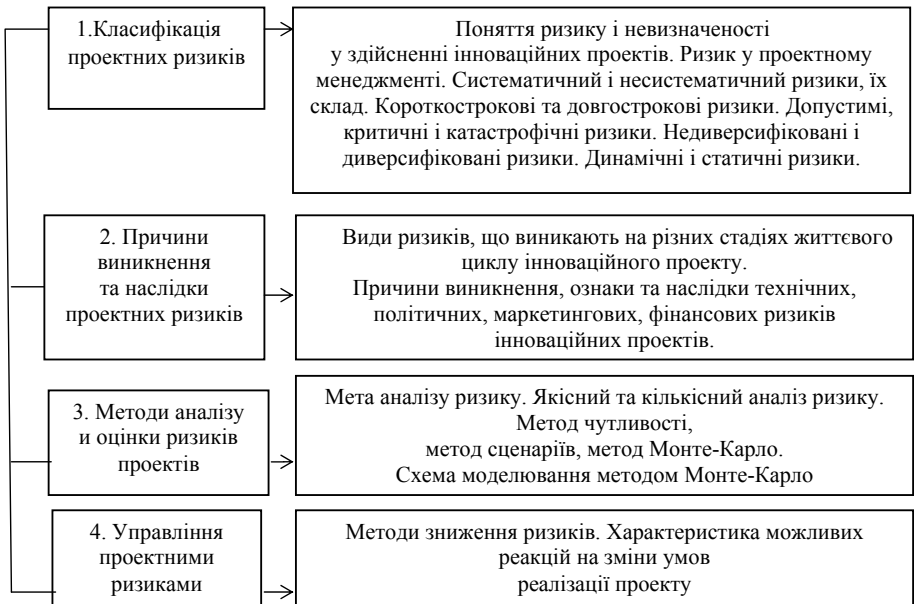 1.Класифікація
проектних ризиків
Поняття ризику і невизначеності
у здійсненні інноваційних проектів. Ризик у проектному
менеджменті. Систематичний і несистематичний ризики, їх
склад. Короткострокові та довгострокові ризики. Допустимі,
критичні і катастрофічні ризики. Недиверсифіковані і
диверсифіковані ризики. Динамічні і статичні ризики.
2. Причини
виникнення
та наслідки
проектних ризиків
Види ризиків, що виникають на різних стадіях життєвого
циклу інноваційного проекту.
Причини виникнення, ознаки та наслідки технічних,
політичних, маркетингових, фінансових ризиків
інноваційних проектів.
3. Методи аналізу
и оцінки ризиків
проектів
Мета аналізу ризику. Якісний та кількісний аналіз ризику.
Метод чутливості,
метод сценаріїв, метод Монте-Карло.
Схема моделювання методом Монте-Карло
4. Управління
проектними
ризиками
Методи зниження ризиків. Характеристика можливих
реакцій на зміни умов
реалізації проекту